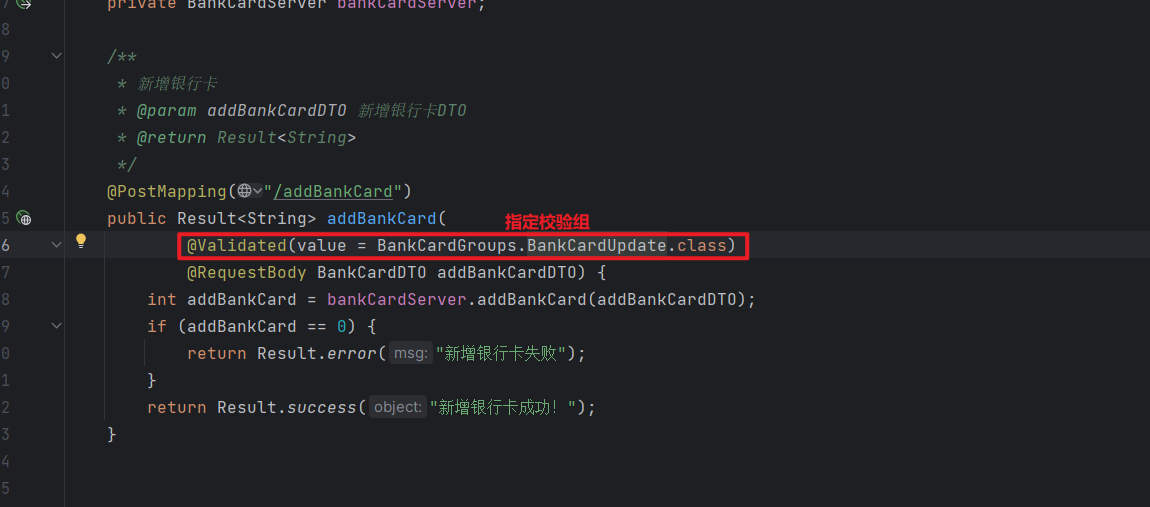 7 private BankCardServer bankCardServer;
8
9 /**
0 * 新增银行卡
1 * @param addBankCardDTO 新增银行卡DTO
2 * @return Result<String>
3 */
4 @PostMapping("/addBankCard")
5 public Result<String> addBankCard(
指定校验组
6 @Validated(value = BankCardGroups.BankCardUpdate.class)
7 @RequestBody BankCardDTO addBankCardDTO) {
8 int addBankCard = bankCardServer.addBankCard(addBankCardDTO);
9 if (addBankCard == 0) {
0 return Result.error( msg: "新增银行卡失败");
1 }
2 return Result.success( object: "新增银行卡成功！");
3 }
4
5